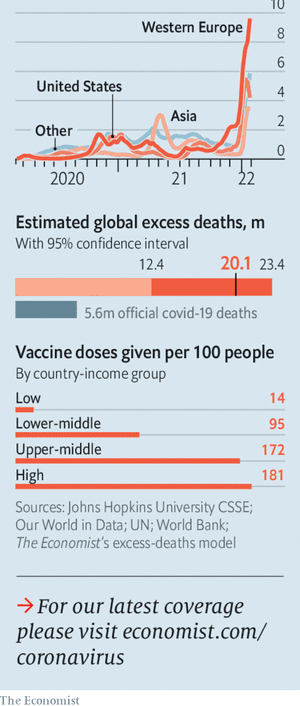 10
Western Europe
8
6
United States
4
Asia
Other
2
0
2020
21
22
Estimated global excess deaths, m
With 95% confidence interval
12.4
20.1
23.4
5.6m official covid-19 deaths
Vaccine doses given per 100 people
By country-income group
Low 14
Lower-middle 95
Upper-middle 172
High 181
Sources: Johns Hopkins University CSSE;
Our World in Data; UN; World Bank;
The Economist's excess-deaths model
→ For our latest coverage
please visit economist.com/
coronavirus
The Economist